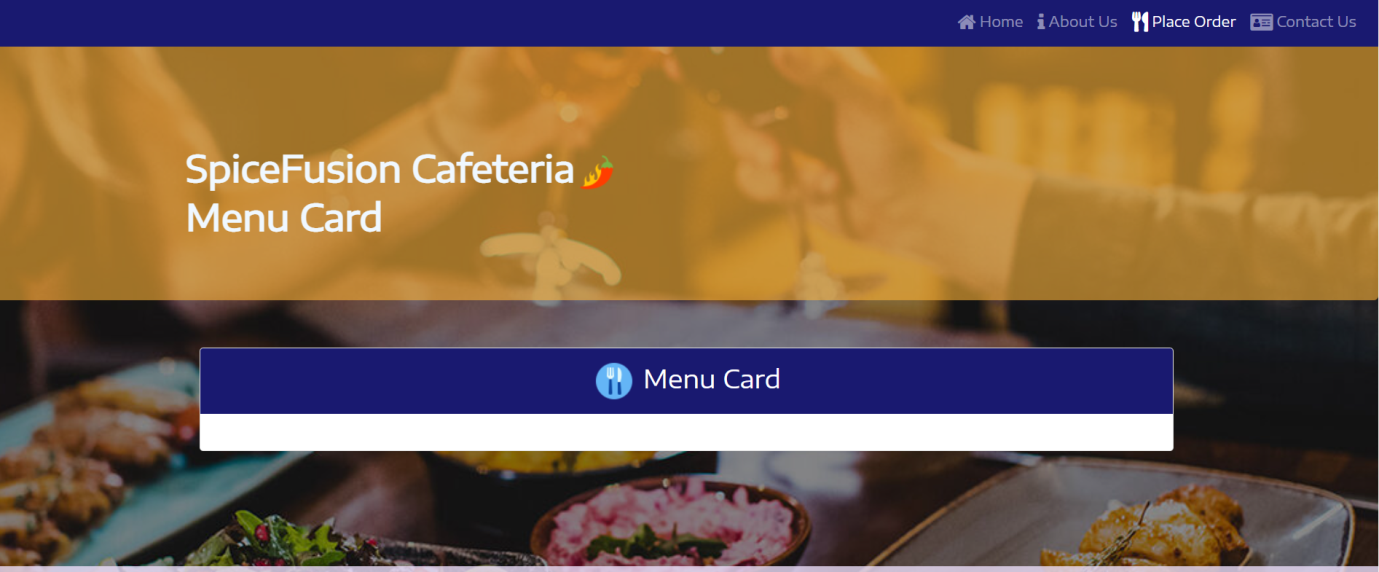 Home About Us Place Order Contact Us
SpiceFusion Cafeteria
Menu Card
Menu Card